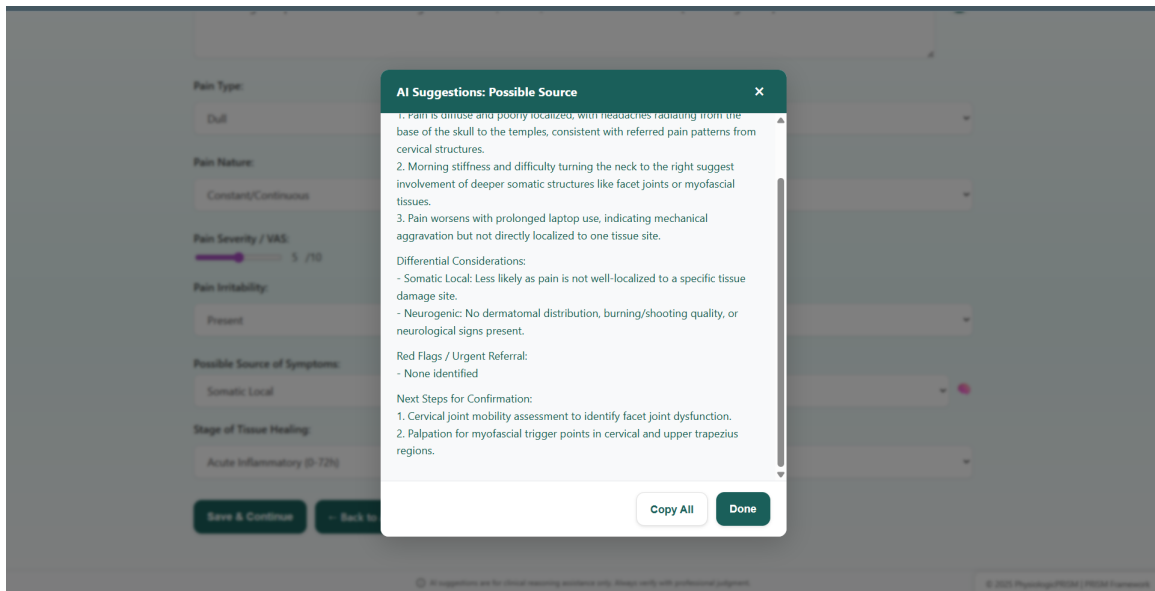 Pain Type:
Dull
Pain Nature:
Constant/Continuous
Pain Severity / VAS:
5 /10
Pain Irritability:
Present
Possible Source of Symptoms:
Somatic Local
Stage of Tissue Healing:
Acute Inflammatory (0-72h)
Save & Continue
← Back to
AI Suggestions: Possible Source
×
1. Pain is diffuse and poorly localized, with headaches radiating from the
base of the skull to the temples, consistent with referred pain patterns from
cervical structures.
2. Morning stiffness and difficulty turning the neck to the right suggest
involvement of deeper somatic structures like facet joints or myofascial
tissues.
3. Pain worsens with prolonged laptop use, indicating mechanical
aggravation but not directly localized to one tissue site.
Differential Considerations:
- Somatic Local: Less likely as pain is not well-localized to a specific tissue
damage site.
- Neurogenic: No dermatomal distribution, burning/shooting quality, or
neurological signs present.
Red Flags / Urgent Referral:
- None identified
Next Steps for Confirmation:
1. Cervical joint mobility assessment to identify facet joint dysfunction.
2. Palpation for myofascial trigger points in cervical and upper trapezius
regions.
Copy All
Done
AI suggestions are for clinical reasoning assistance only. Always verify with professional judgment.
© 2025 PhysiologicPRISM | PRISM Framework